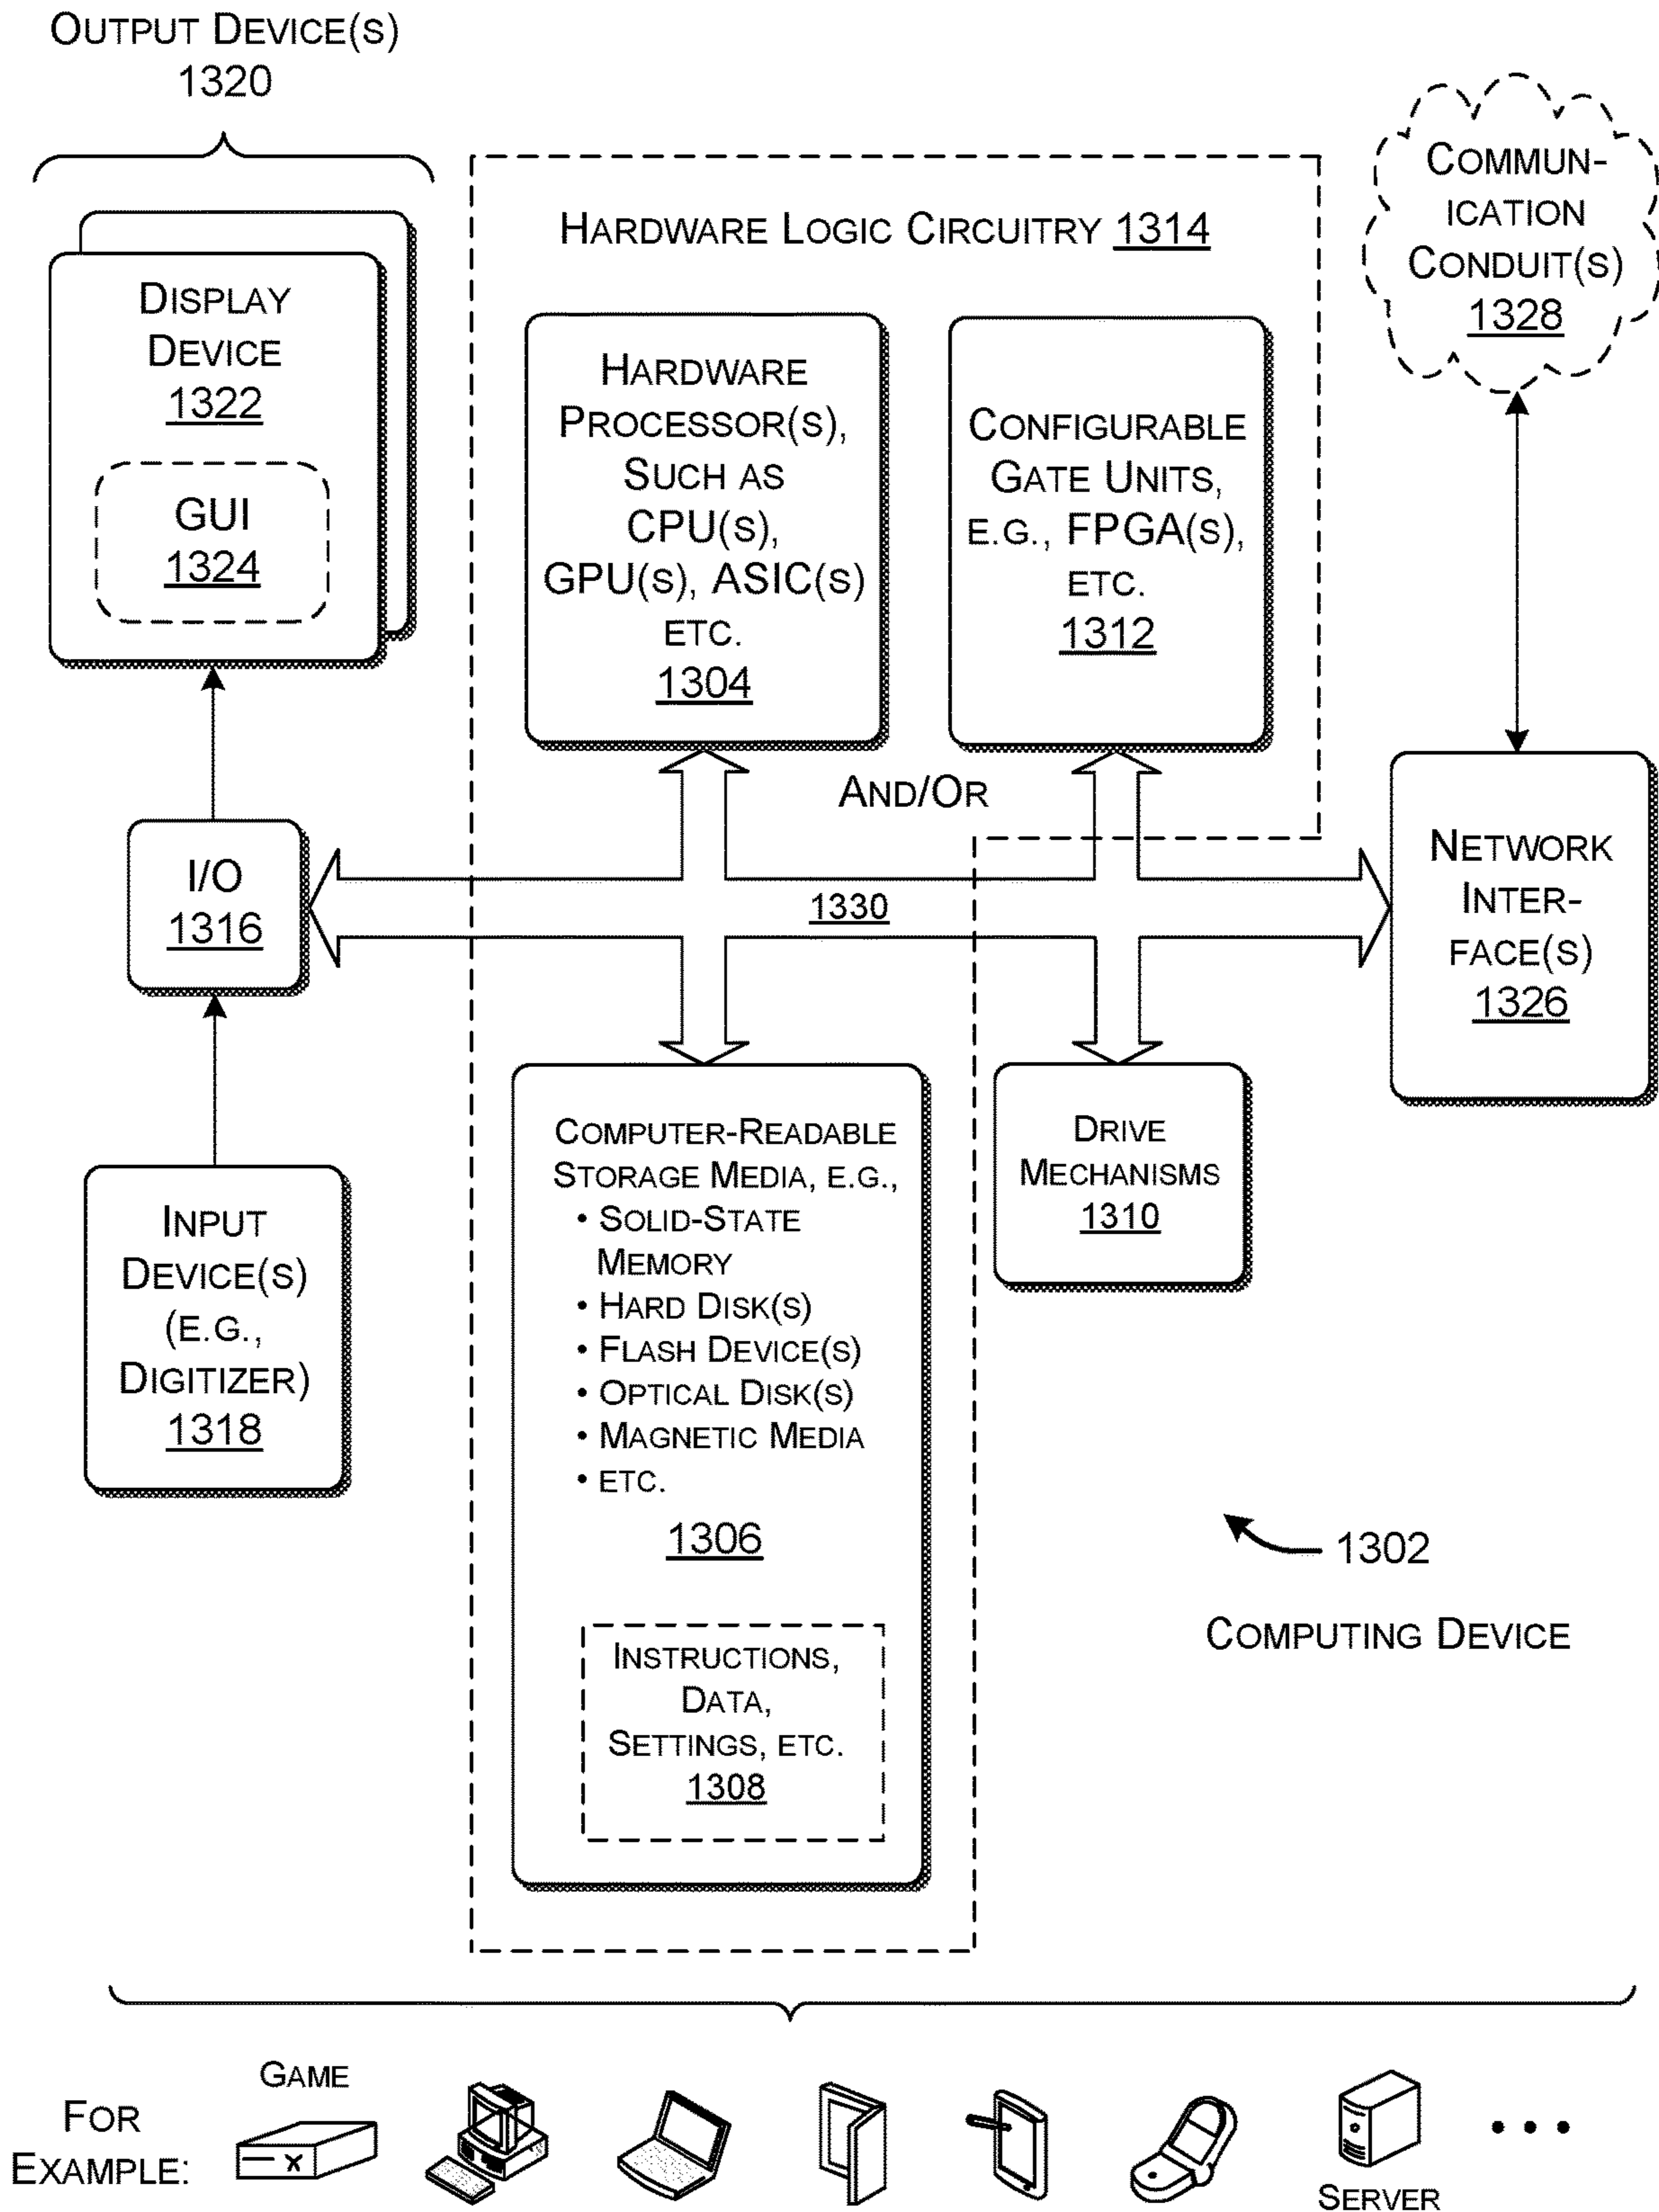 OUTPUT DEVICE(S)
1320
DISPLAY
DEVICE
1322
GUI
1324
I/O
1316
INPUT
DEVICE(S)
(E.G.,
DIGITIZER)
1318
HARDWARE LOGIC CIRCUITRY 1314
HARDWARE
PROCESSOR(S),
SUCH AS
CPU(S),
GPU(S), ASIC(S)
ETC.
1304
CONFIGURABLE
GATE UNITS,
E.G., FPGA(S),
ETC.
1312
AND/OR
1330
COMPUTER-READABLE
STORAGE MEDIA, E.G.,
• SOLID-STATE
MEMORY
• HARD DISK(S)
• FLASH DEVICE(S)
• OPTICAL DISK(S)
• MAGNETIC MEDIA
• ETC.
1306
INSTRUCTIONS,
DATA,
SETTINGS, ETC.
1308
DRIVE
MECHANISMS
1310
COMMUN-
ICATION
CONDUIT(S)
1328
NETWORK
INTER-
FACE(S)
1326
1302
COMPUTING DEVICE
FOR
EXAMPLE:
GAME
X
SERVER
• • •